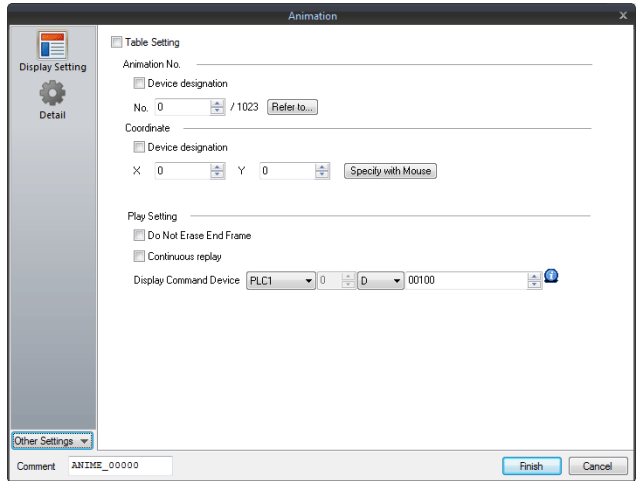 Animation
x
Display Setting
Detail
Table Setting
Animation No.
Device designation
No. 0 / 1023 Refer to...
Coordinate
Device designation
X 0 Y 0 Specify with Mouse
Play Setting
Do Not Erase End Frame
Continuous replay
Display Command Device PLC1 0 D 00100
Other Settings
Comment ANIME_00000
Finish Cancel